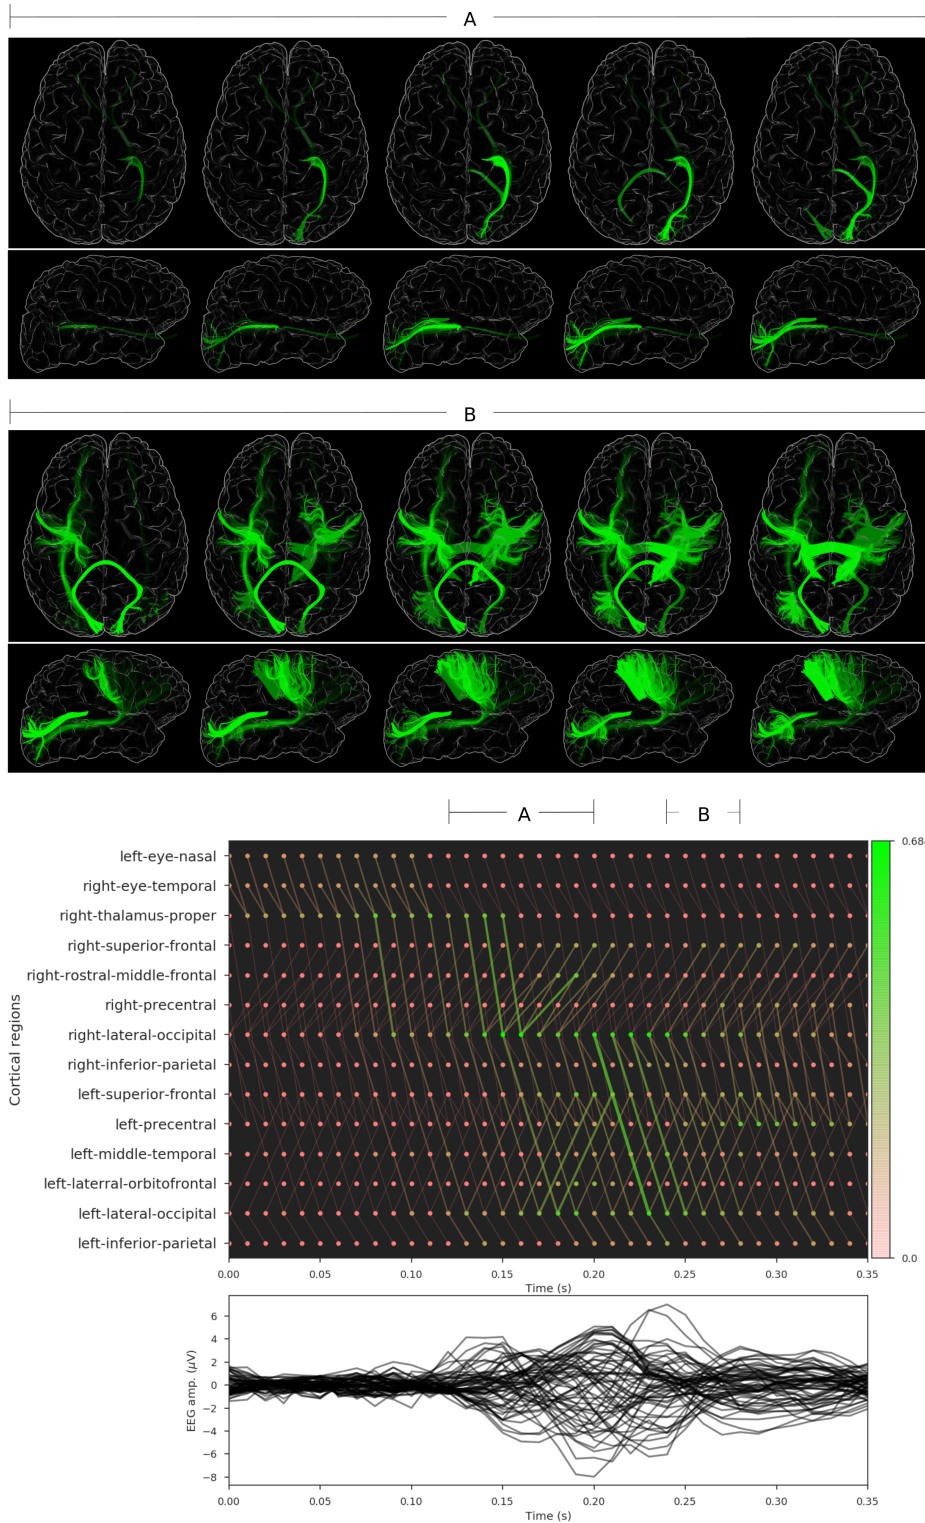 A
B
A
B
left-eye-nasal
right-eye-temporal
right-thalamus-proper
right-superior-frontal
right-rostral-middle-frontal
right-precentral
right-lateral-occipital
right-inferior-parietal
left-superior-frontal
left-precentral
left-middle-temporal
left-laterral-orbitofrontal
left-lateral-occipital
left-inferior-parietal
Cortical regions
0.68
0.0
0.00 0.05 0.10 0.15 0.20 0.25 0.30 0.35
Time (s)
EEG amp. (μV)
6
4
2
0
−2
−4
−6
−8
0.00 0.05 0.10 0.15 0.20 0.25 0.30 0.35
Time (s)